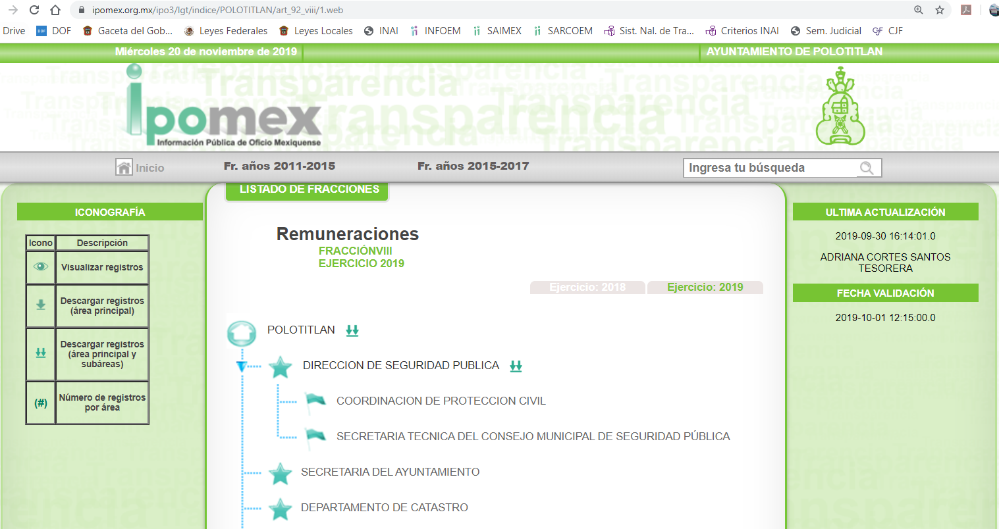 ipomex.org.mx/ipo3/lgt/indice/POLOTITLAN/art_92_viii/1.web
Drive DOF DOF Gaceta del Gob... Leyes Federales Leyes Locales INAI INFOEM SAIMEX SARCOEM Sist. Nal. de Tra... Criterios INAI Sem. Judicial CJF
Miércoles 20 de noviembre de 2019
AYUNTAMIENTO DE POLOTITLAN
Transparencia
ipomex
Información Pública de Oficio Mexiquense
Inicio
Fr. años 2011-2015
Fr. años 2015-2017
Ingresa tu búsqueda
LISTADO DE FRACCIONES
ICONOGRAFÍA
Icono Descripción
Visualizar registros
Descargar registros
(área principal)
Descargar registros
(área principal y
subáreas)
(#) Número de registros
por área
Remuneraciones
FRACCIÓNVIII
EJERCICIO 2019
Ejercicio: 2018
Ejercicio: 2019
POLOTITLAN
DIRECCION DE SEGURIDAD PUBLICA
COORDINACION DE PROTECCION CIVIL
SECRETARIA TECNICA DEL CONSEJO MUNICIPAL DE SEGURIDAD PÚBLICA
SECRETARIA DEL AYUNTAMIENTO
DEPARTAMENTO DE CATASTRO
ULTIMA ACTUALIZACIÓN
2019-09-30 16:14:01.0
ADRIANA CORTES SANTOS
TESORERA
FECHA VALIDACIÓN
2019-10-01 12:15:00.0